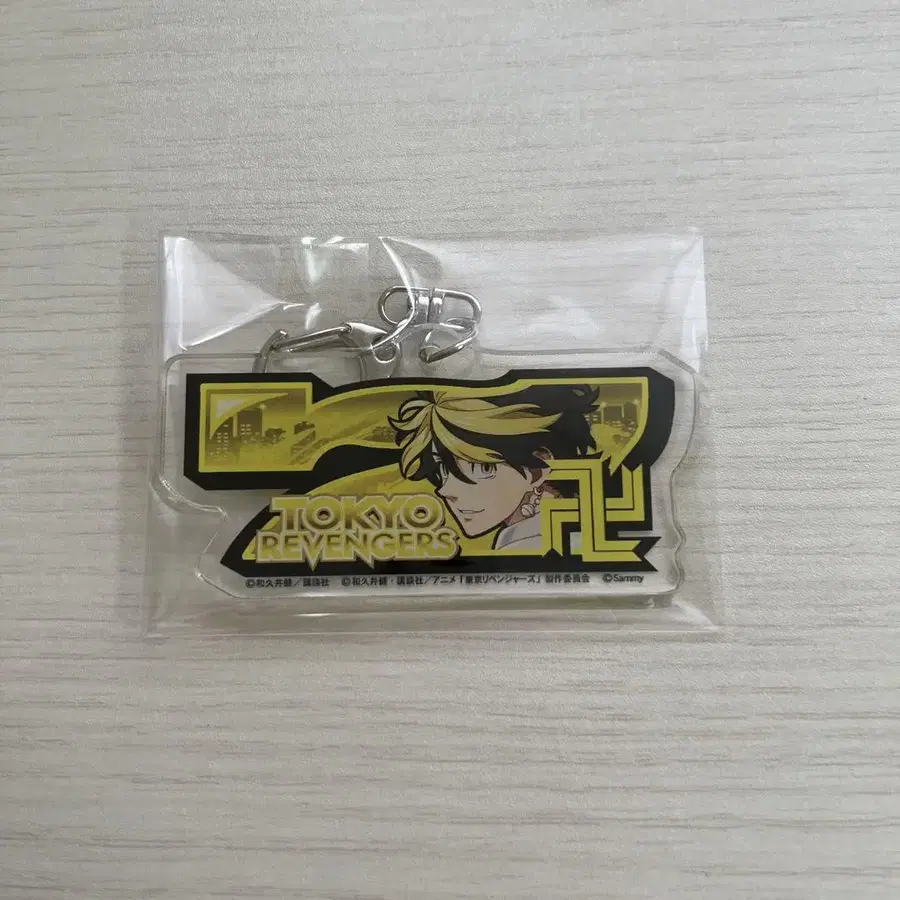 TOKYO
REVENGERS
卍
©和久井健／講談社 ©和久井健・講談社／アニメ「東京リベンジャーズ」製作委員会 ©Sammy